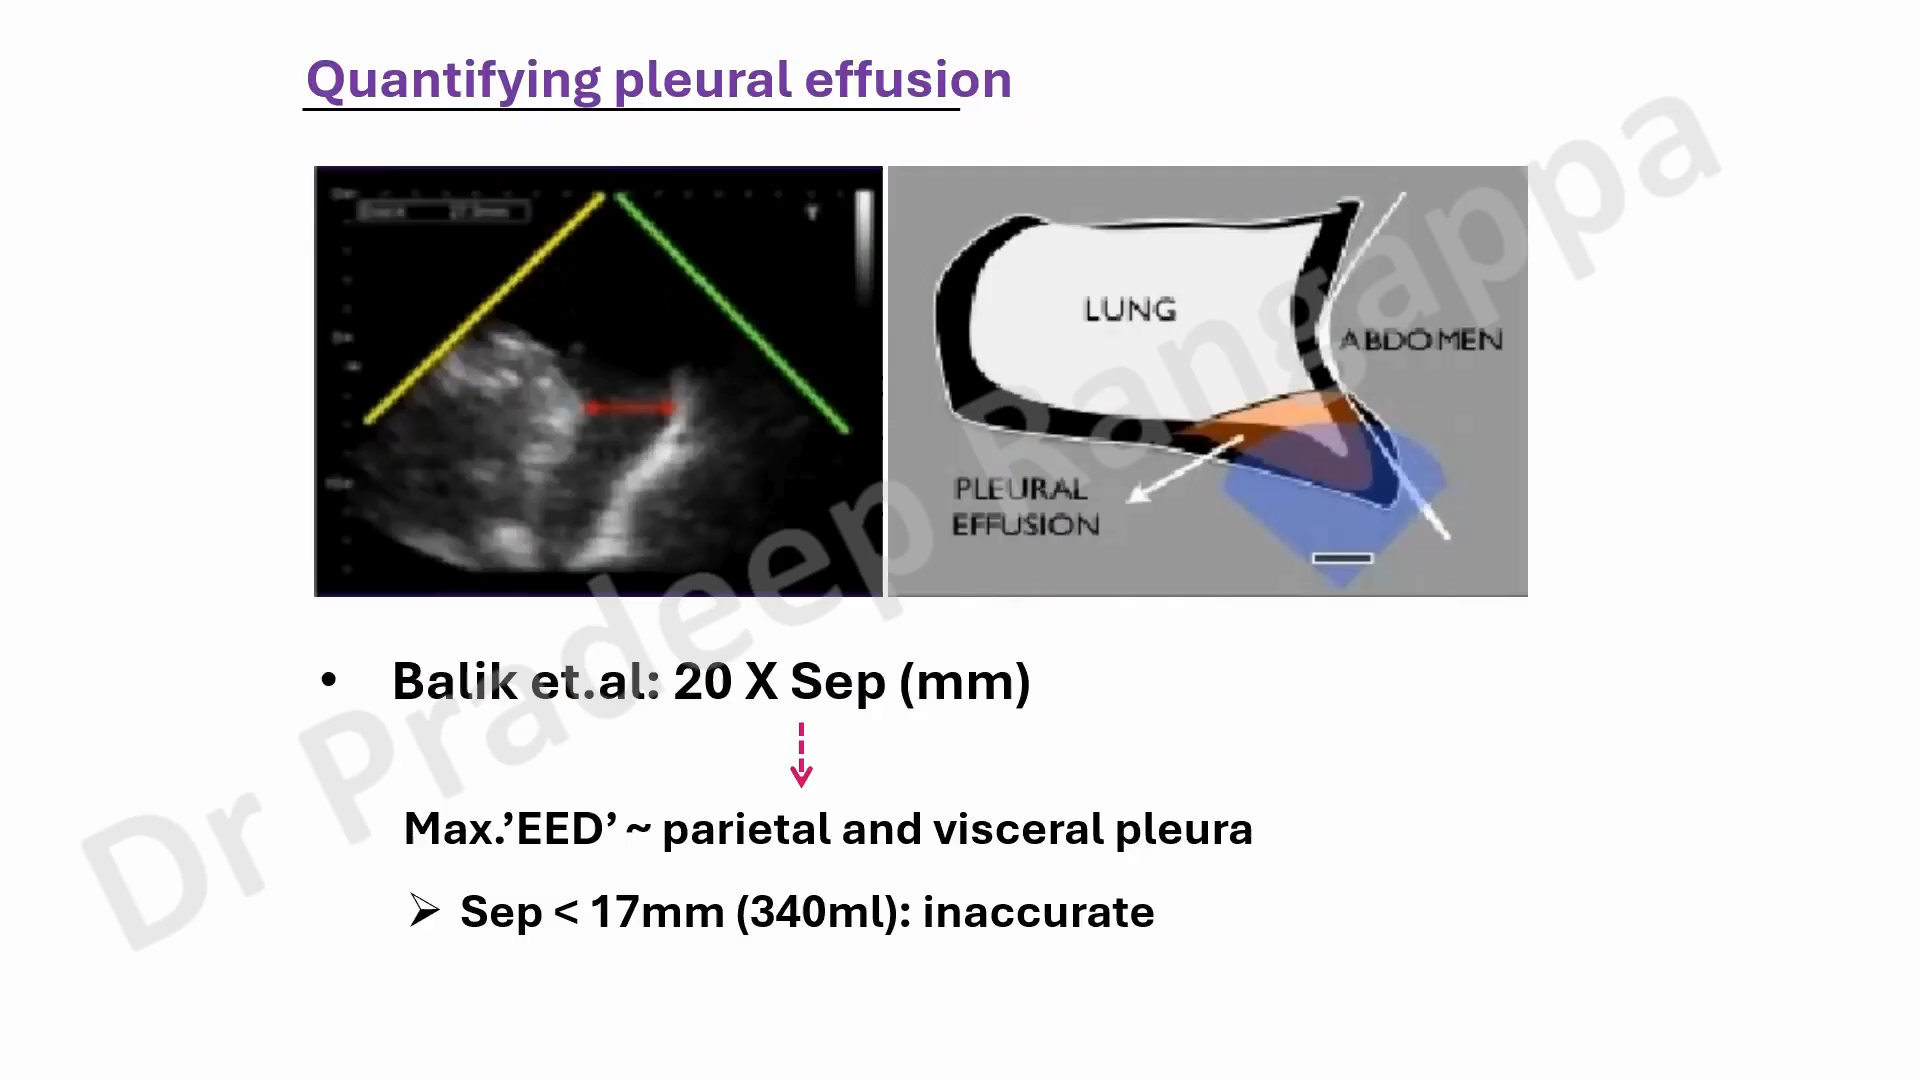 Quantifying pleural effusion
LUNG
ABDOMEN
PLEURAL
EFFUSION
• Balik et.al: 20 X Sep (mm)
Max.’EED’ ~ parietal and visceral pleura
➢ Sep < 17mm (340ml): inaccurate
Dr Pradeep Rangappa